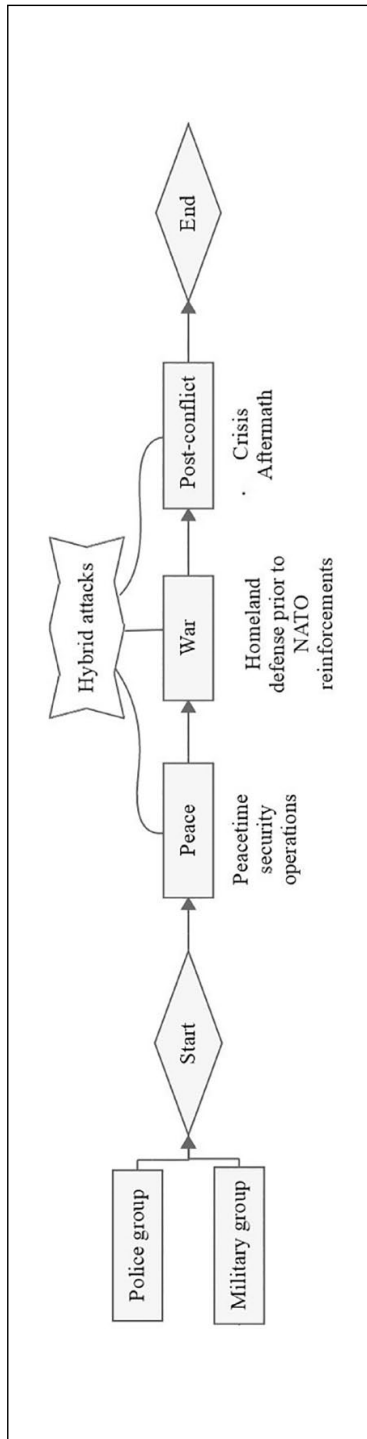 Police group
Military group
Start
Peace
Peacetime
security
operations
Hybrid attacks
War
Homeland
defense prior to
NATO
reinforcements
Post-conflict
Crisis
Aftermath
End